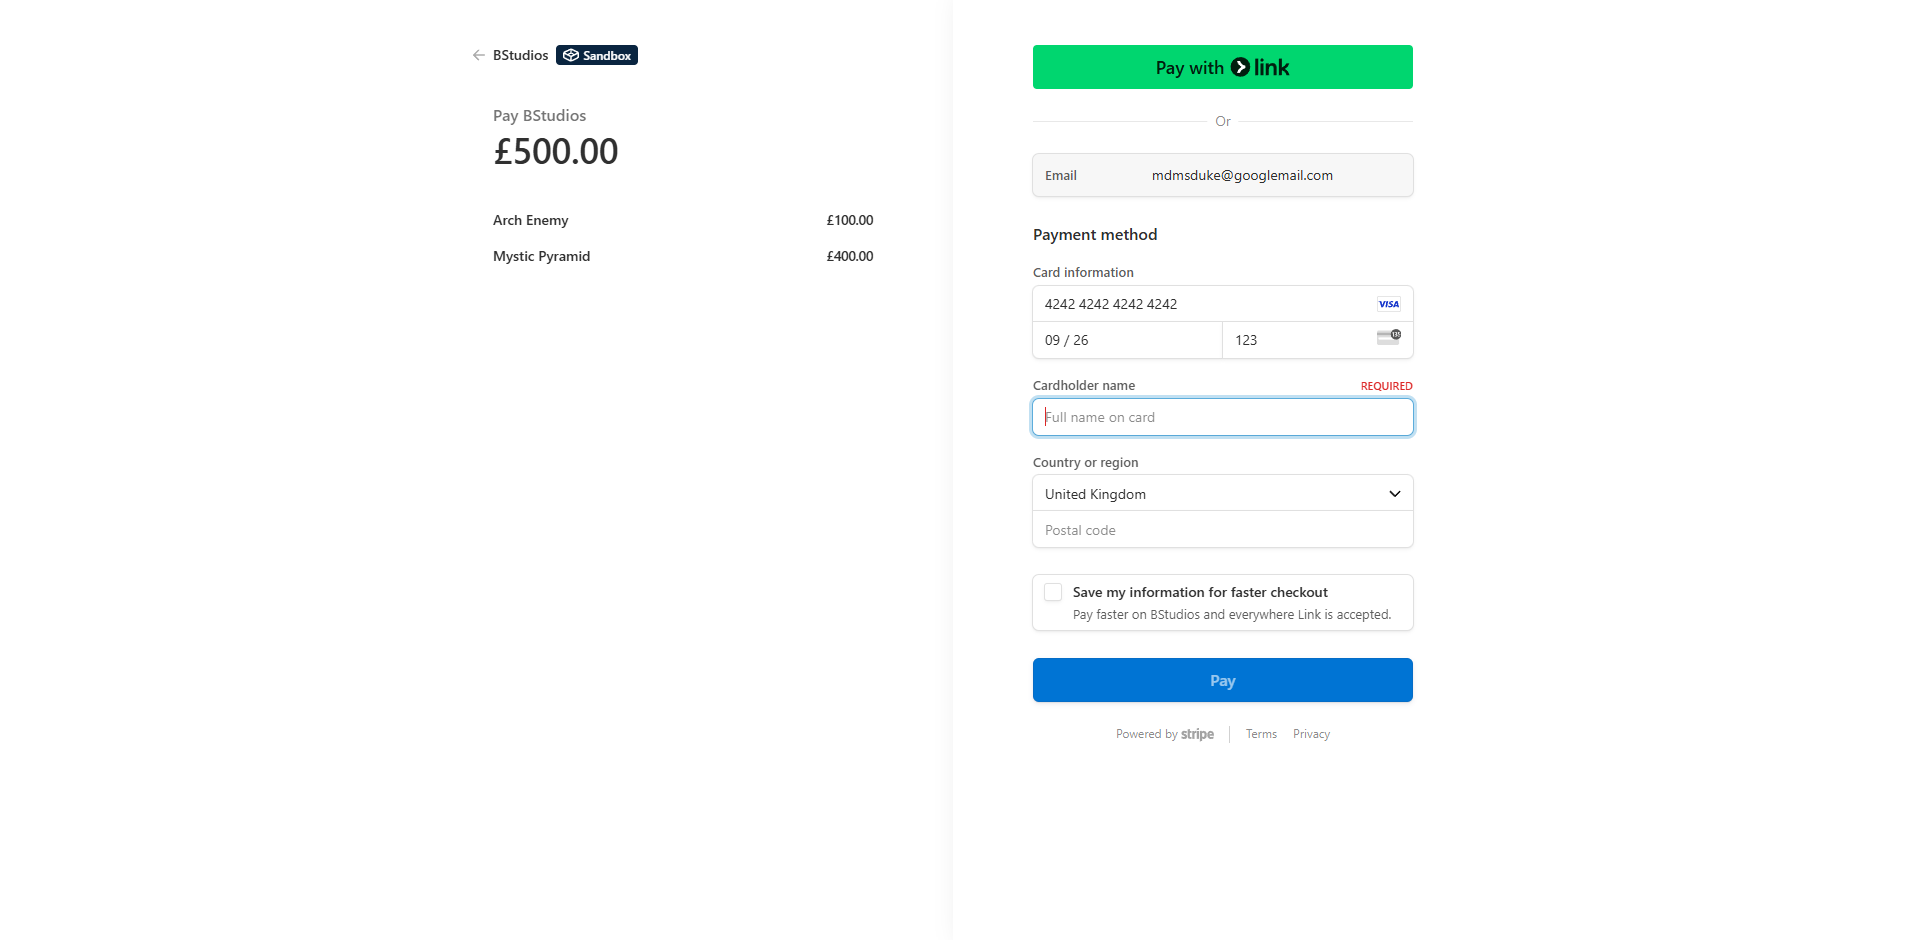 BStudios Sandbox
Pay BStudios
£500.00
Arch Enemy £100.00
Mystic Pyramid £400.00
Pay with link
Or
Email mdmsduke@googlemail.com
Payment method
Card information
4242 4242 4242 4242 VISA
09 / 26 123
Cardholder name REQUIRED
Full name on card
Country or region
United Kingdom
Postal code
Save my information for faster checkout
Pay faster on BStudios and everywhere Link is accepted.
Pay
Powered by stripe Terms Privacy